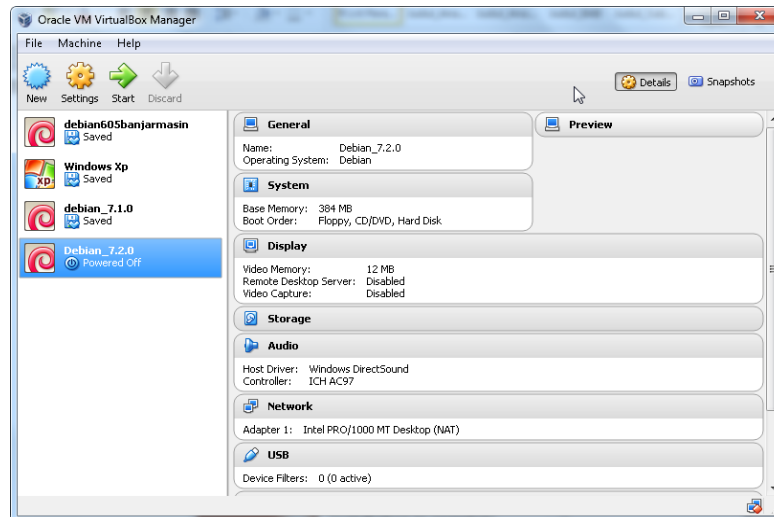 Oracle VM VirtualBox Manager
File Machine Help
New Settings Start Discard
Details Snapshots
debian605banjarmasin
Saved
Windows Xp
Saved
debian_7.1.0
Saved
Debian_7.2.0
Powered Off
General
Name: Debian_7.2.0
Operating System: Debian
System
Base Memory: 384 MB
Boot Order: Floppy, CD/DVD, Hard Disk
Display
Video Memory: 12 MB
Remote Desktop Server: Disabled
Video Capture: Disabled
Storage
Audio
Host Driver: Windows DirectSound
Controller: ICH AC97
Network
Adapter 1: Intel PRO/1000 MT Desktop (NAT)
USB
Device Filters: 0 (0 active)
Preview